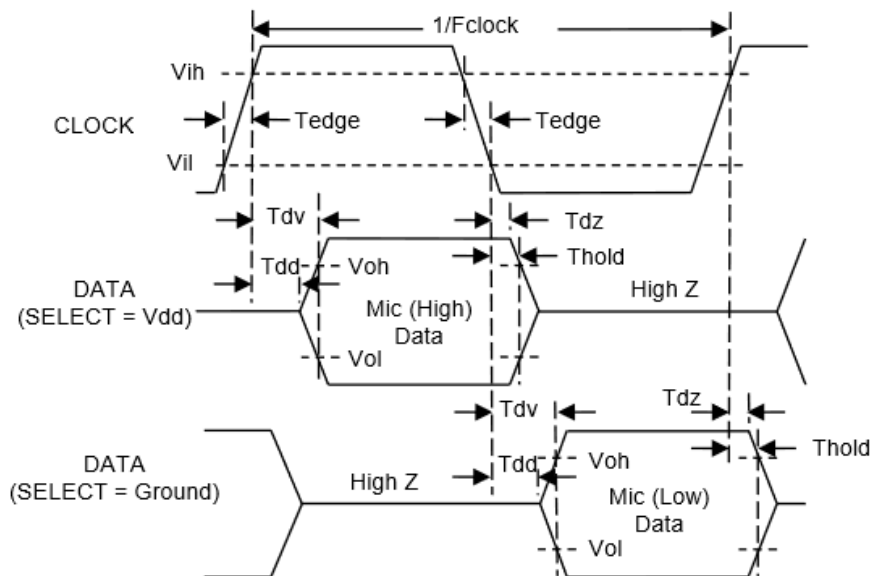 1/Fclock
Vih
CLOCK
Tedge
Tedge
Vil
Tdv
Tdz
Thold
Tdd
Voh
DATA
(SELECT = Vdd)
Mic (High)
Data
High Z
Vol
Tdv
Tdz
Thold
DATA
(SELECT = Ground)
High Z
Tdd
Voh
Mic (Low)
Data
Vol